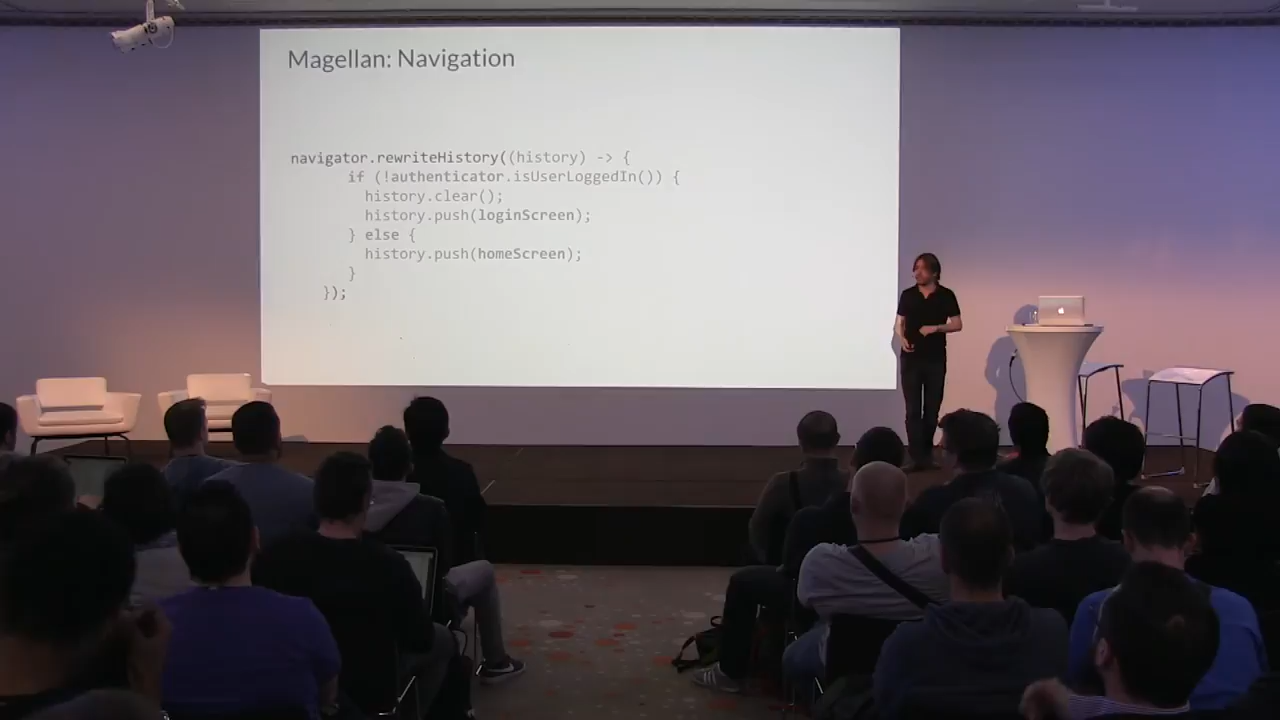 Magellan: Navigation
navigator.rewriteHistory((history) -> {
if (!authenticator.isUserLoggedIn()) {
history.clear();
history.push(loginScreen);
} else {
history.push(homeScreen);
}
});